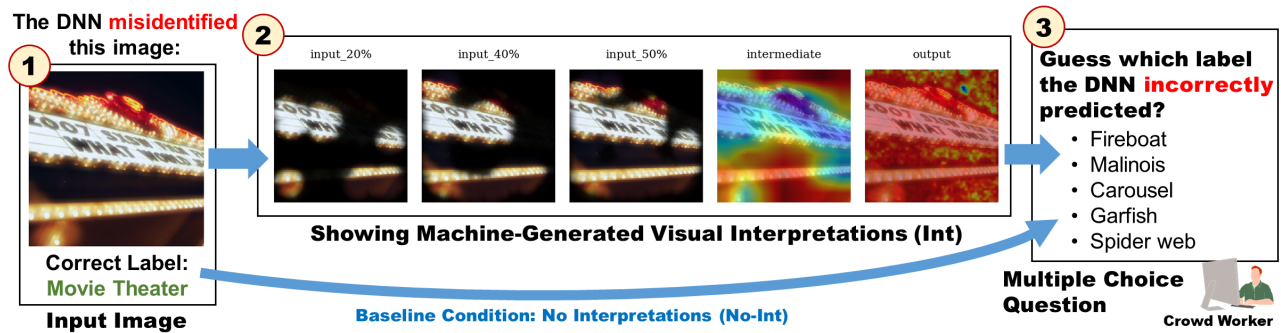 The DNN misidentified
this image:
1
Correct Label:
Movie Theater
Input Image
2
input_20%
input_40%
input_50%
intermediate
output
Showing Machine-Generated Visual Interpretations (Int)
Baseline Condition: No Interpretations (No-Int)
3
Guess which label
the DNN incorrectly
predicted?
• Fireboat
• Malinois
• Carousel
• Garfish
• Spider web
Multiple Choice
Question
Crowd Worker